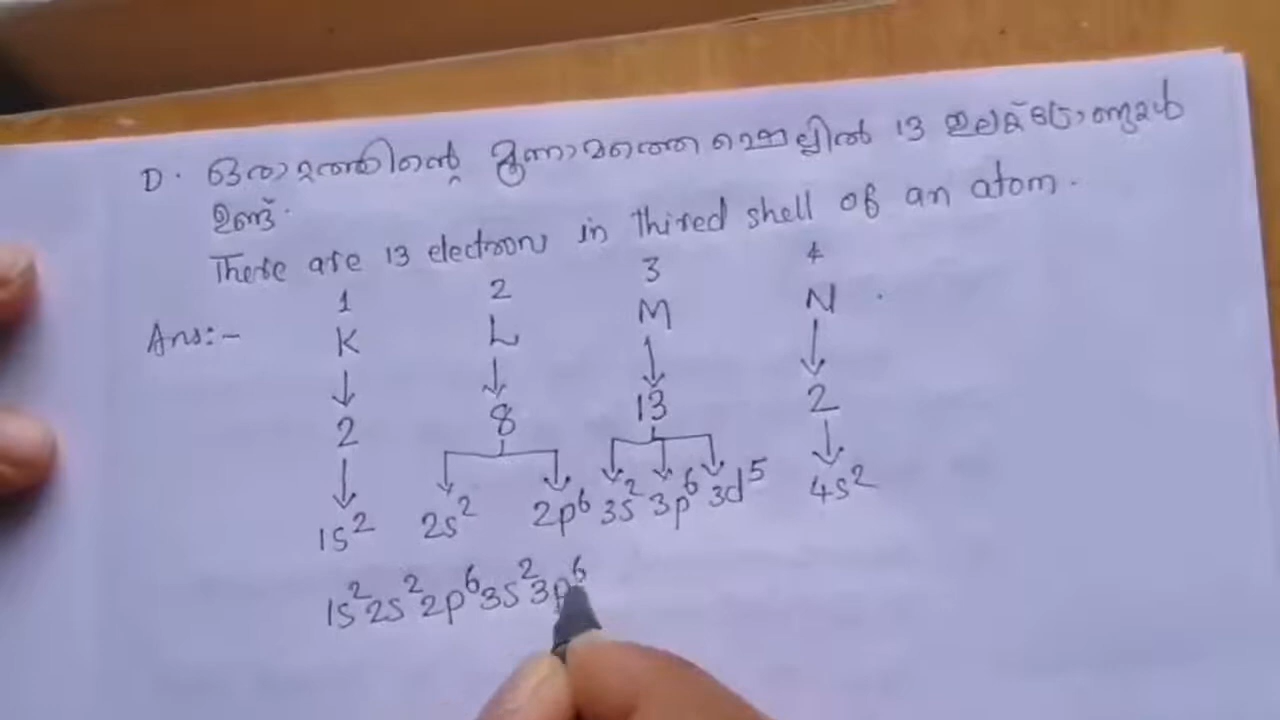 D. ഒരാറ്റത്തിന്റെ മൂന്നാമത്തെ ഷെല്ലിൽ 13 ഇലക്ട്രോണുകൾ
ഉണ്ട്.
There are 13 electrons in thired shell of an atom.
1 2 3 4
Ans:- K L M N
2 8 13 2
1s² 2s² 2p⁶ 3s² 3p⁶ 3d⁵ 4s²
1s²2s²2p⁶3s²3p⁶